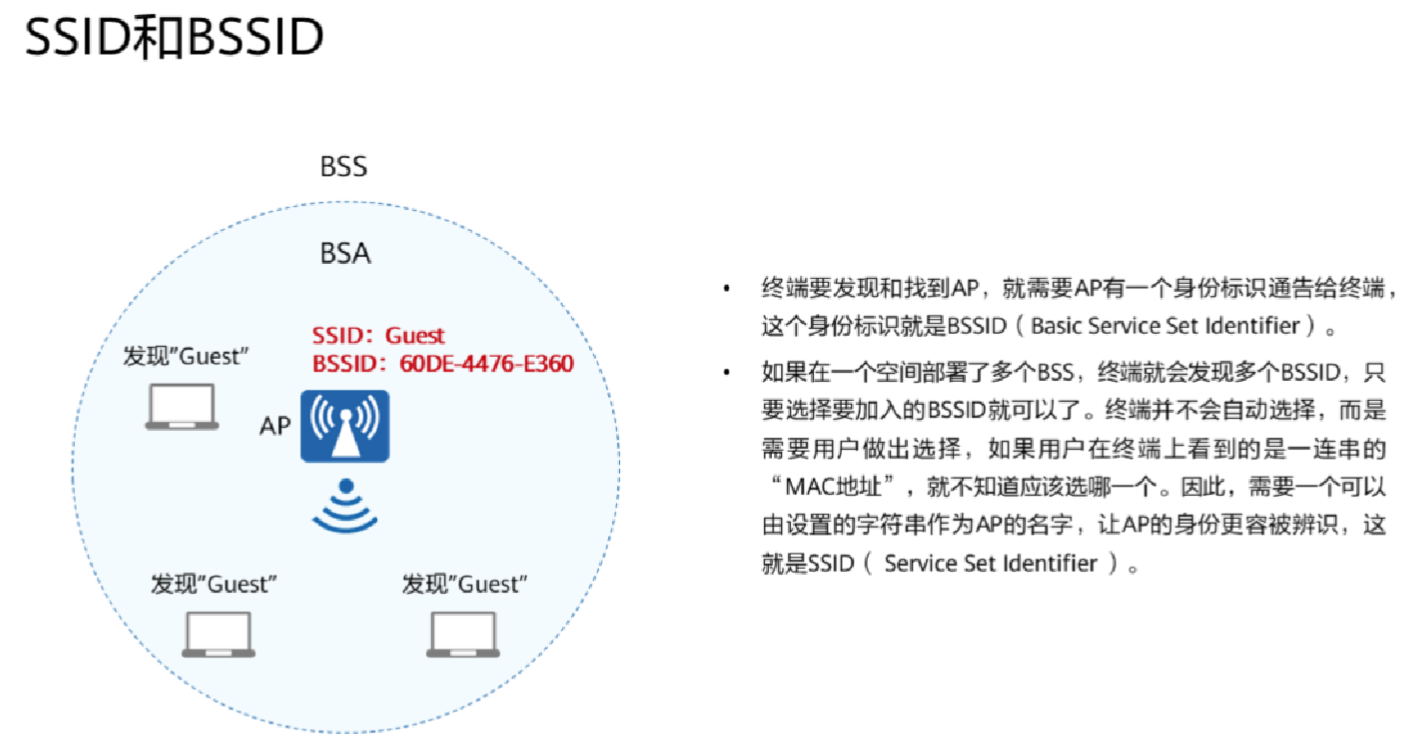 SSID和BSSID
BSS
BSA
SSID：Guest
BSSID：60DE-4476-E360
发现"Guest"
AP
发现"Guest"
发现"Guest"
• 终端要发现和找到AP，就需要AP有一个身份标识通告给终端，
这个身份标识就是BSSID（Basic Service Set Identifier）。
• 如果在一个空间部署了多个BSS，终端就会发现多个BSSID，只
要选择要加入的BSSID就可以了。终端并不会自动选择，而是
需要用户做出选择，如果用户在终端上看到的是一连串的
“MAC地址”，就不知道应该选哪一个。因此，需要一个可以
由设置的字符串作为AP的名字，让AP的身份更容被辨识，这
就是SSID（ Service Set Identifier ）。